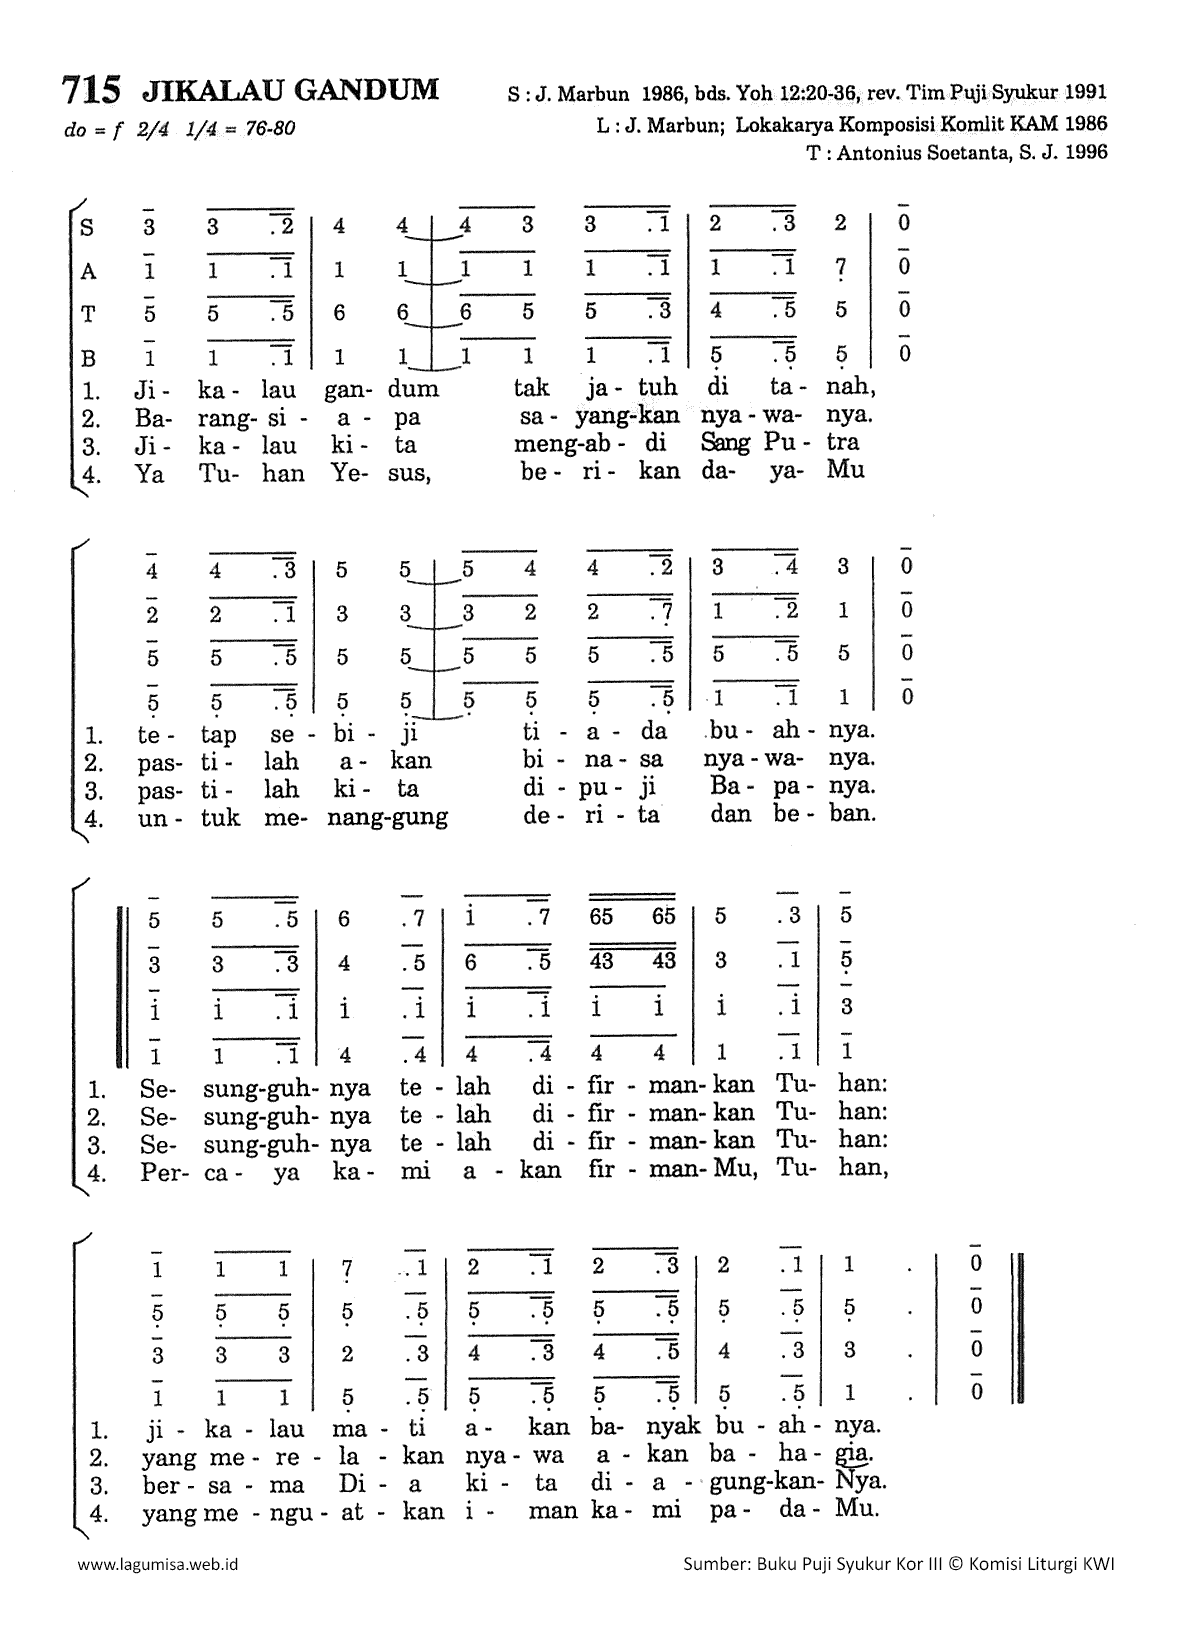 715 JIKALAU GANDUM
S : J. Marbun 1986, bds. Yoh 12:20-36, rev. Tim Puji Syukur 1991
do = f 2/4 1/4 = 76-80
L : J. Marbun; Lokakarya Komposisi Komlit KAM 1986
T : Antonius Soetanta, S. J. 1996
S 3 3 .2 | 4 4 | 4 3 3 .1 | 2 .3 2 | 0
A 1 1 .1 | 1 1 | 1 1 1 .1 | 1 .1 7̣ | 0
T 5 5 .5 | 6 6 | 6 5 5 .3 | 4 .5 5 | 0
B 1 1 .1 | 1 1 | 1 1 1 .1 | 5̣ .5̣ 5̣ | 0
1. Ji - ka - lau gan- dum tak ja - tuh di ta - nah,
2. Ba- rang- si - a - pa sa - yang-kan nya - wa- nya.
3. Ji - ka - lau ki - ta meng-ab - di Sang Pu - tra
4. Ya Tu- han Ye- sus, be - ri - kan da- ya- Mu
4 4 .3 | 5 5 | 5 4 4 .2 | 3 .4 3 | 0
2 2 .1 | 3 3 | 3 2 2 .7̣ | 1 .2 1 | 0
5 5 .5 | 5 5 | 5 5 5 .5 | 5 .5 5 | 0
5̣ 5̣ .5̣ | 5̣ 5̣ | 5̣ 5̣ 5̣ .5̣ | 1 .1 1 | 0
1. te - tap se - bi - ji ti - a - da bu - ah - nya.
2. pas- ti - lah a - kan bi - na - sa nya - wa- nya.
3. pas- ti - lah ki - ta di - pu - ji Ba - pa - nya.
4. un - tuk me- nang-gung de - ri - ta dan be - ban.
5 5 .5 | 6 .7 | i .7 65 65 | 5 .3 | 5
3 3 .3 | 4 .5 | 6 .5 43 43 | 3 .1 | 5̣
i i .i | i .i | i .i i i | i .i | 3
1 1 .1 | 4 .4 | 4 .4 4 4 | 1 .1 | 1
1. Se- sung-guh- nya te - lah di - fir - man- kan Tu- han:
2. Se- sung-guh- nya te - lah di - fir - man- kan Tu- han:
3. Se- sung-guh- nya te - lah di - fir - man- kan Tu- han:
4. Per- ca - ya ka - mi a - kan fir - man- Mu, Tu- han,
1 1 1 | 7̣ .1 | 2 .1 2 .3 | 2 .1 | 1 . | 0
5̣ 5̣ 5̣ | 5̣ .5̣ | 5̣ .5̣ 5̣ .5̣ | 5̣ .5̣ | 5̣ . | 0
3 3 3 | 2 .3 | 4 .3 4 .5 | 4 .3 | 3 . | 0
1 1 1 | 5̣ .5̣ | 5̣ .5̣ 5̣ .5̣ | 5̣ .5̣ | 1 . | 0
1. ji - ka - lau ma - ti a - kan ba- nyak bu - ah - nya.
2. yang me - re - la - kan nya - wa a - kan ba - ha - gia.
3. ber - sa - ma Di - a ki - ta di - a - gung-kan- Nya.
4. yang me - ngu - at - kan i - man ka - mi pa - da - Mu.
www.lagumisa.web.id
Sumber: Buku Puji Syukur Kor III © Komisi Liturgi KWI